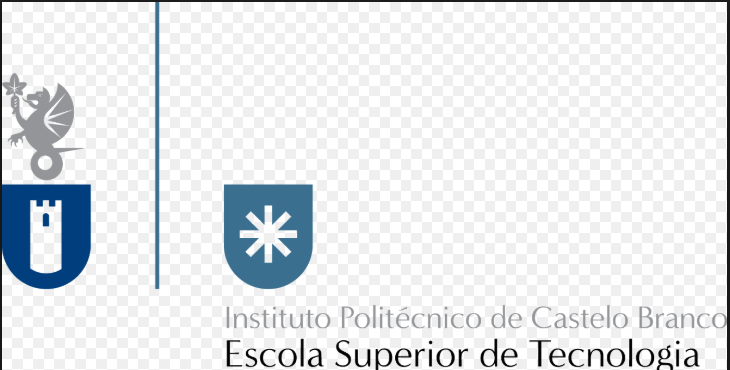 Instituto Politécnico de Castelo Branco
Escola Superior de Tecnologia